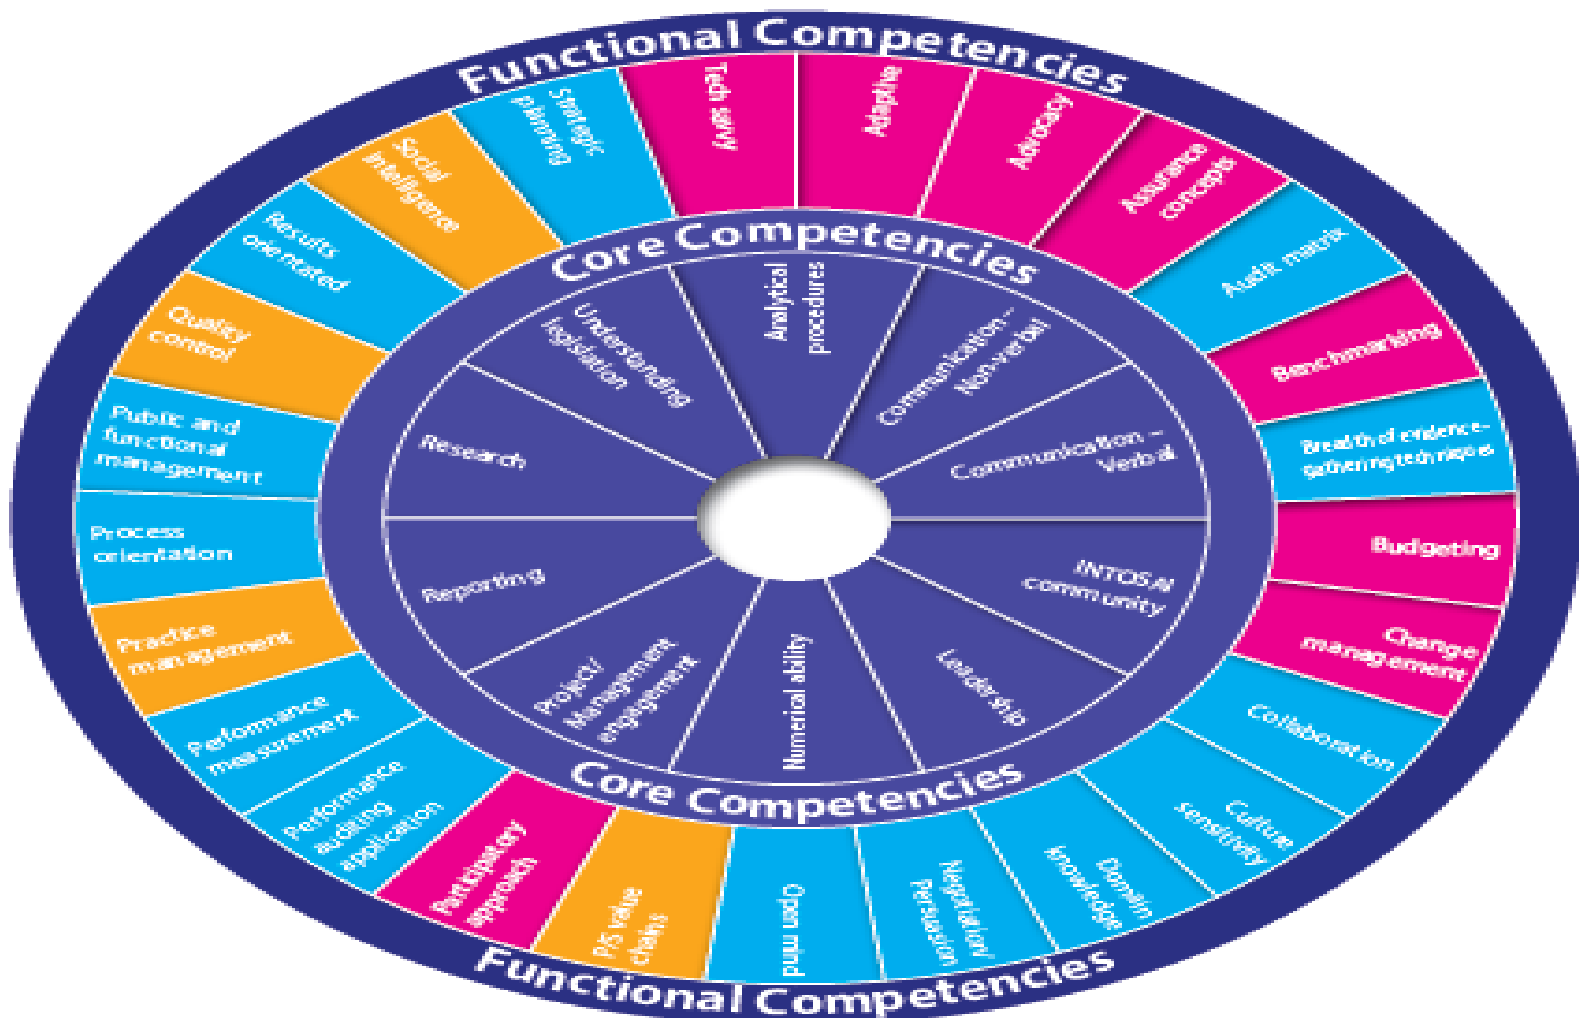 Functional Competencies
Tech savvy
Adaptive
Advocacy
Assurance
concepts
Audit matrix
Benchmarking
Breadth of evidence-
gathering techniques
Budgeting
Change
management
Collaboration
Culture
sensitivity
Domain
knowledge
Negotiation/
Persuasion
Open mind
P/S value
chains
Participatory
approach
Performance
auditing
application
Performance
measurement
Practice
management
Process
orientation
Public and
functional
management
Quality
control
Results
orientated
Social
intelligence
Strategic
planning
Core Competencies
Analytical
procedures
Communication –
Non-verbal
Communication –
Verbal
INTOSAI
community
Leadership
Numerical ability
Project/
Management
engagement
Reporting
Research
Understanding
legislation
Core Competencies
Functional Competencies